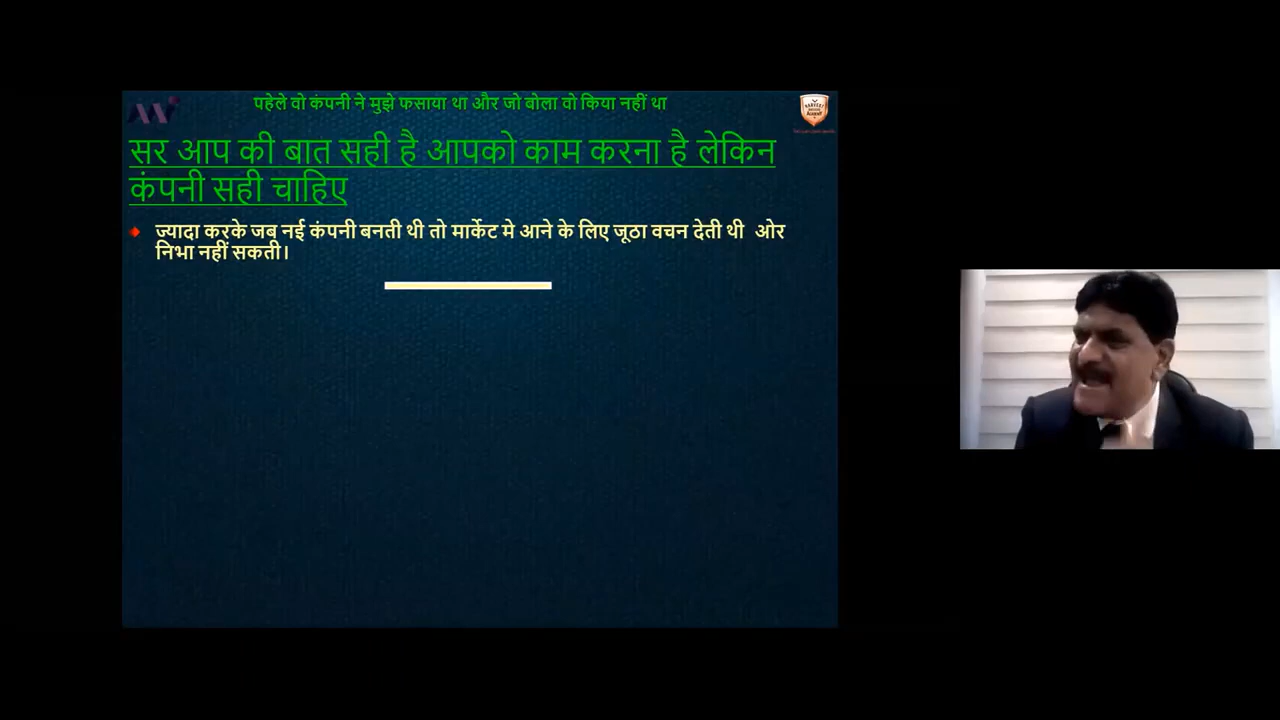 पहेले वो कंपनी ने मुझे फसाया था और जो बोला वो किया नहीं था
सर आप की बात सही है आपको काम करना है लेकिन
कंपनी सही चाहिए
ज्यादा करके जब नई कंपनी बनती थी तो मार्केट मे आने के लिए जूठा वचन देती थी ओर
निभा नहीं सकती।